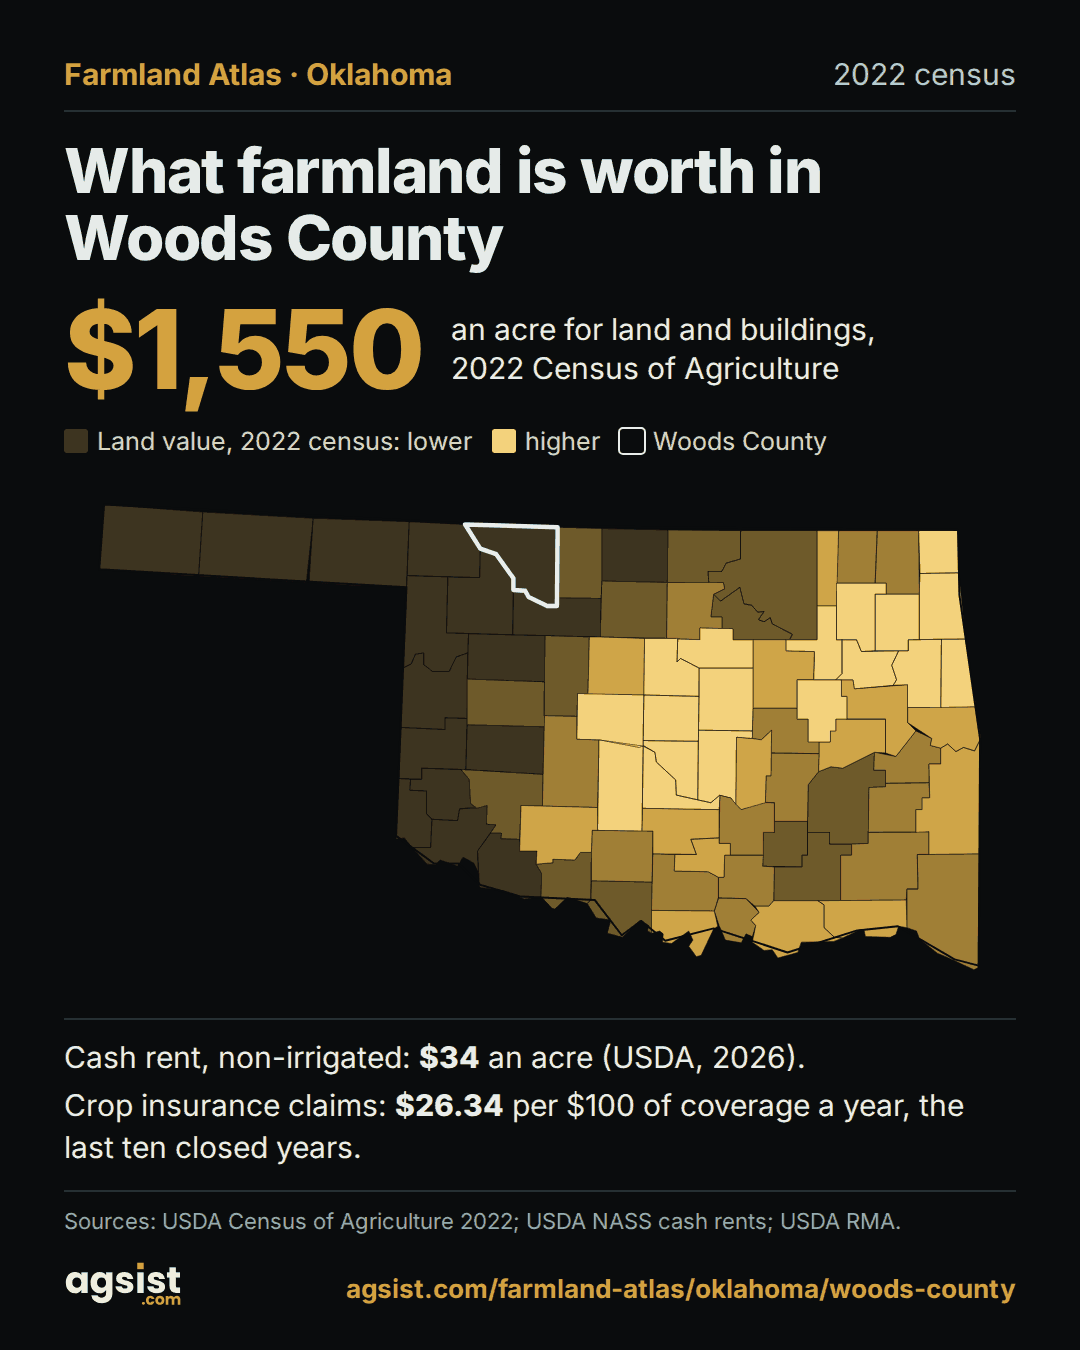 Farmland Atlas · Oklahoma
2022 census
What farmland is worth in
Woods County
$1,550
an acre for land and buildings,
2022 Census of Agriculture
Land value, 2022 census: lower
higher
Woods County
Cash rent, non-irrigated: $34 an acre (USDA, 2026).
Crop insurance claims: $26.34 per $100 of coverage a year, the
last ten closed years.
Sources: USDA Census of Agriculture 2022; USDA NASS cash rents; USDA RMA.
agsist
.com
agsist.com/farmland-atlas/oklahoma/woods-county